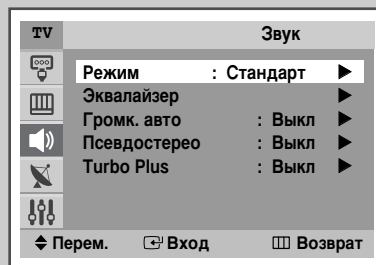 TV Звук
Режим : Стандарт
Эквалайзер
Громк. авто : Выкл
Псевдостерео : Выкл
Turbo Plus : Выкл
Перем. Вход Возврат